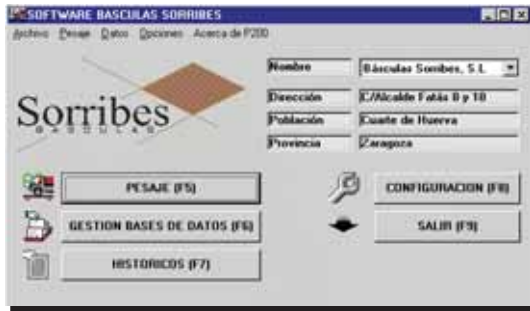 SOFTWARE BASCULAS SORRIBES
Archivo Pesaje Datos Opciones Acerca de P200
Nombre Básculas Sorribes, S.L.
Dirección C/Alcalde Fatás 8 y 10
Población Cuarte de Huerva
Provincia Zaragoza
Sorribes
BASCULAS
PESAJE (F5)
CONFIGURACION (F8)
GESTION BASES DE DATOS (F6)
SALIR (F9)
HISTORICOS (F7)